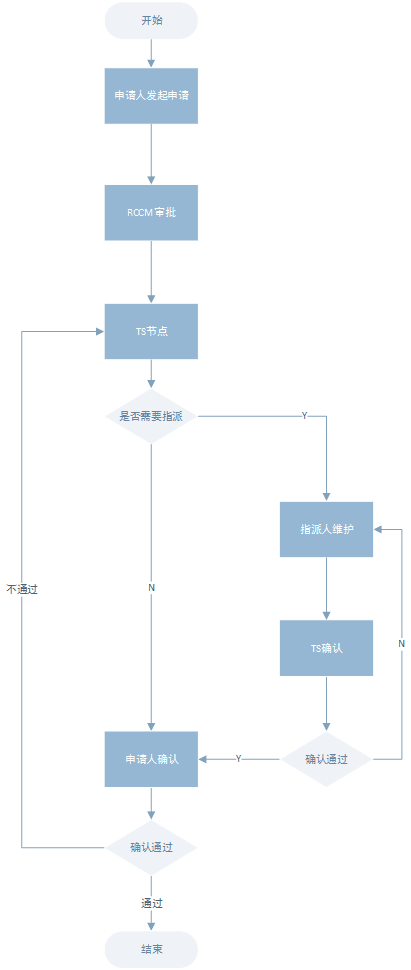 开始
申请人发起申请
RCCM 审批
TS节点
是否需要指派
Y
指派人维护
不通过
N
TS确认
N
申请人确认
Y
确认通过
确认通过
通过
结束